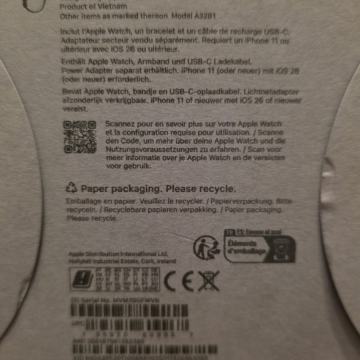 Product of Vietnam
Other items as marked thereon. Model A3281
Inclut l'Apple Watch, un bracelet et un câble de recharge USB-C.
Adaptateur secteur vendu séparément. Requiert un iPhone 11 ou
ultérieur avec iOS 26 ou ultérieur.
Enthält Apple Watch, Armband und USB-C Ladekabel.
Power Adapter separat erhältlich. iPhone 11 (oder neuer) mit iOS 26
(oder neuer) erforderlich.
Bevat Apple Watch, bandje en USB-C-oplaadkabel. Lichtnetadapter
afzonderlijk verkrijgbaar. iPhone 11 of nieuwer met iOS 26 of nieuwer
vereist.
Scannez pour en savoir plus sur votre Apple Watch
et la configuration requise pour utilisation. / Scanne
den Code, um mehr über deine Apple Watch und die
Nutzungsvoraussetzungen zu erfahren. / Scan voor
meer informatie over je Apple Watch en de vereisten
voor gebruik.
Paper packaging. Please recycle.
Emballage en papier. Veuillez le recycler. / Papierverpackung. Bitte
recyceln. / Recyclebare papieren verpakking. / Paper packaging.
Please recycle.
FR
Éléments
d'emballage
Apple Distribution International Ltd.
Hollyhill Industrial Estate, Cork, Ireland
CE
Serial No.